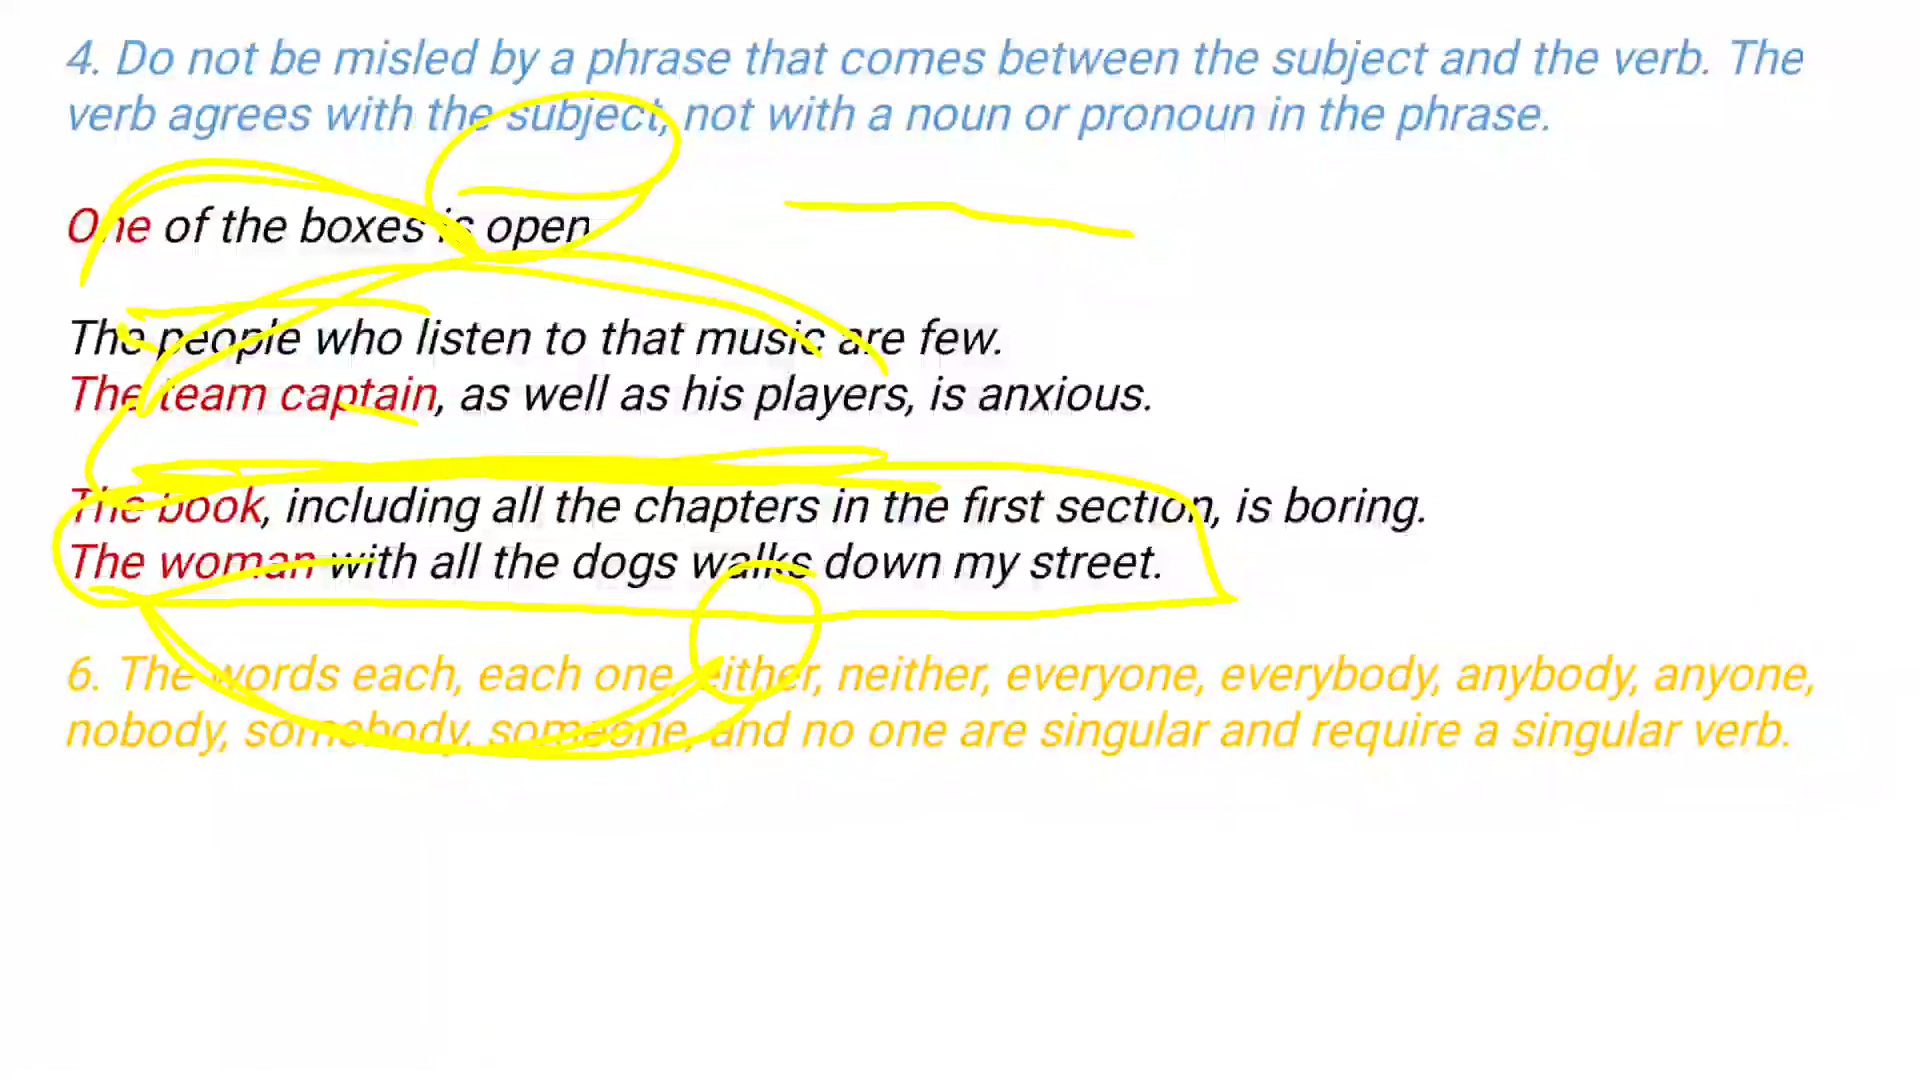 4. Do not be misled by a phrase that comes between the subject and the verb. The
verb agrees with the subject, not with a noun or pronoun in the phrase.
One of the boxes is open
The people who listen to that music are few.
The team captain, as well as his players, is anxious.
The book, including all the chapters in the first section, is boring.
The woman with all the dogs walks down my street.
6. The words each, each one, either, neither, everyone, everybody, anybody, anyone,
nobody, somebody, someone, and no one are singular and require a singular verb.